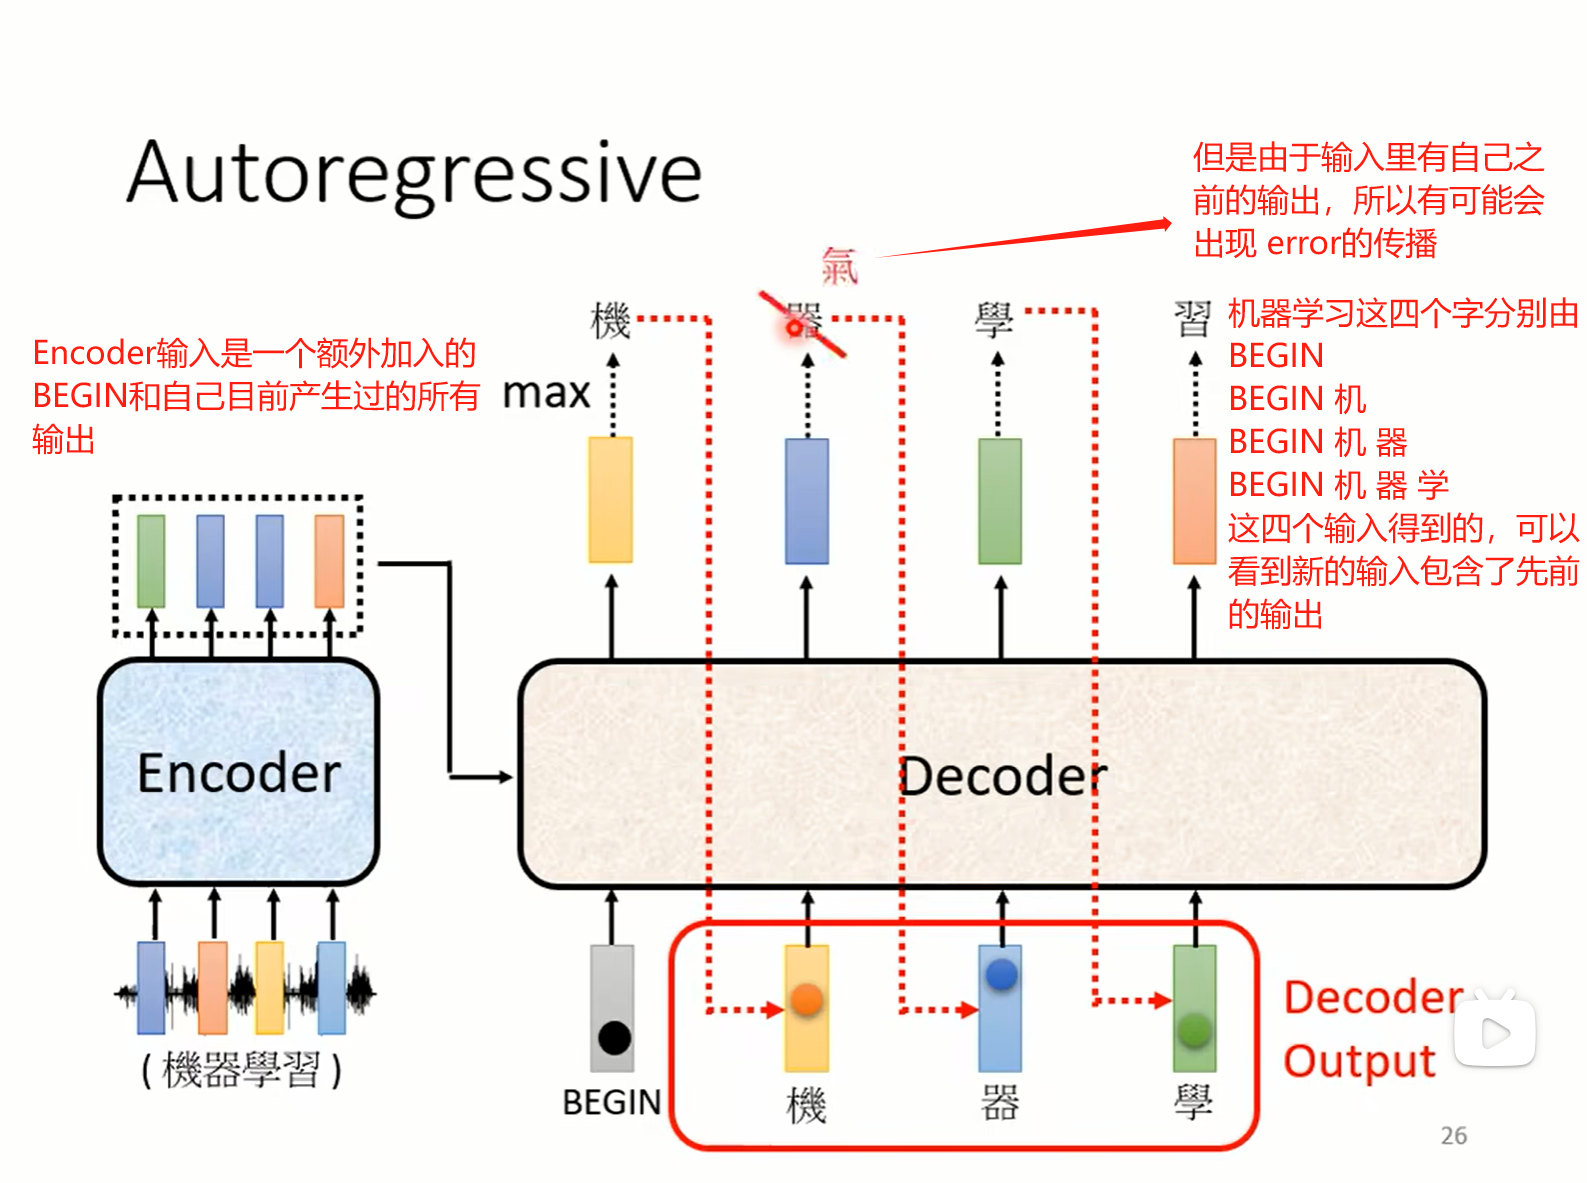 Autoregressive
但是由于输入里有自己之
前的输出，所以有可能会
出现 error的传播
氣
機
器
學
習
机器学习这四个字分别由
BEGIN
BEGIN 机
BEGIN 机 器
BEGIN 机 器 学
这四个输入得到的，可以
看到新的输入包含了先前
的输出
Encoder输入是一个额外加入的
BEGIN和自己目前产生过的所有
输出
max
Encoder
Decoder
(機器學習)
BEGIN
機
器
學
Decoder
Output
26